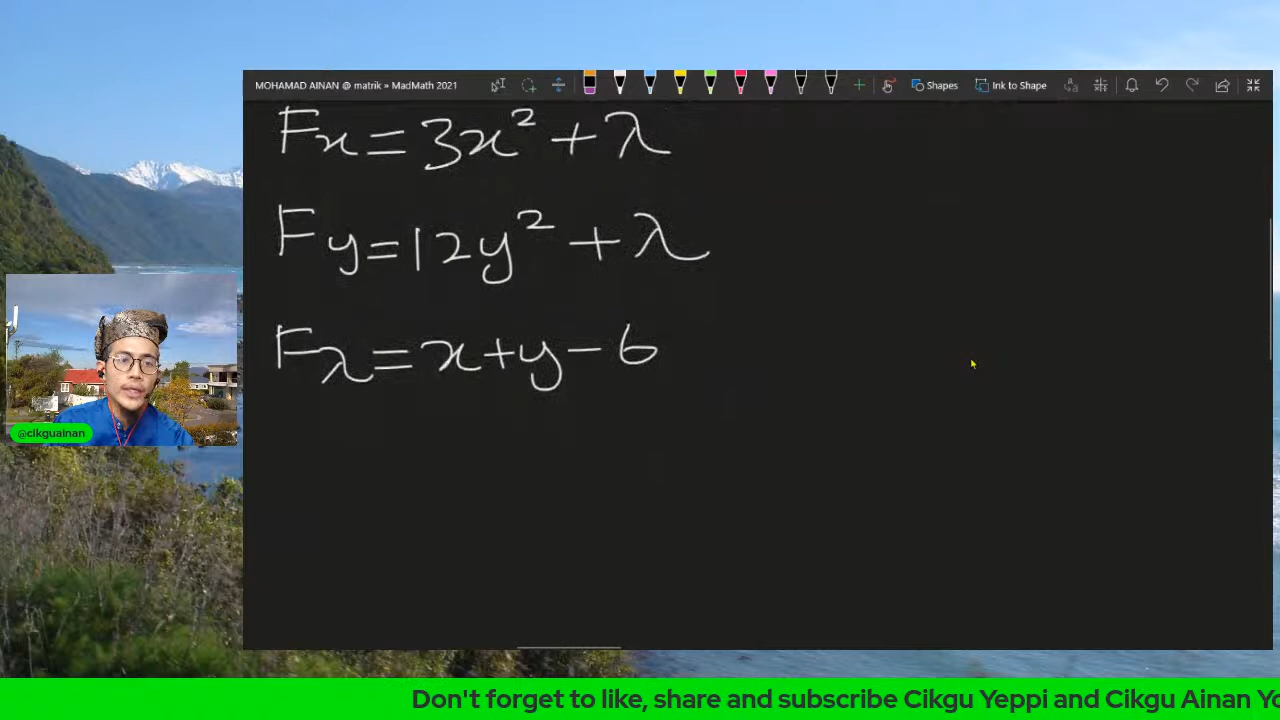 MOHAMAD AINAN @ matrik » MadMath 2021
Shapes
Ink to Shape
Fx = 3x² + λ
Fy = 12y² + λ
Fλ = x + y - 6
@cikguainan
Don't forget to like, share and subscribe Cikgu Yeppi and Cikgu Ainan Yo